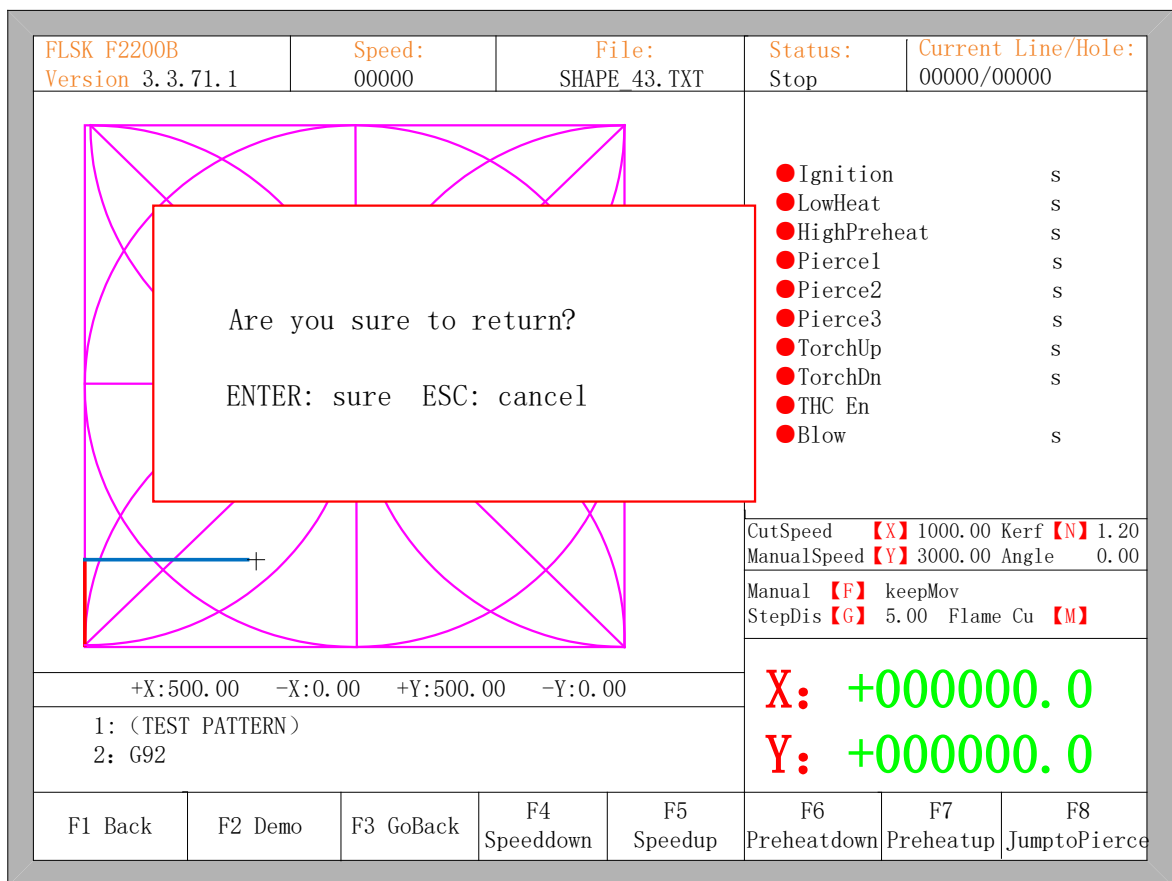 FLSK F2200B
Version 3.3.71.1
Speed:
00000
File:
SHAPE_43.TXT
Status:
Stop
Current Line/Hole:
00000/00000
Are you sure to return?
ENTER: sure ESC: cancel
Ignition s
LowHeat s
HighPreheat s
Pierce1 s
Pierce2 s
Pierce3 s
TorchUp s
TorchDn s
THC En
Blow s
CutSpeed 【X】 1000.00 Kerf 【N】 1.20
ManualSpeed 【Y】 3000.00 Angle 0.00
Manual 【F】 keepMov
StepDis 【G】 5.00 Flame Cu 【M】
+X:500.00 -X:0.00 +Y:500.00 -Y:0.00
1:（TEST PATTERN）
2: G92
X: +000000.0
Y: +000000.0
F1 Back
F2 Demo
F3 GoBack
F4
Speeddown
F5
Speedup
F6
Preheatdown
F7
Preheatup
F8
JumptoPierce